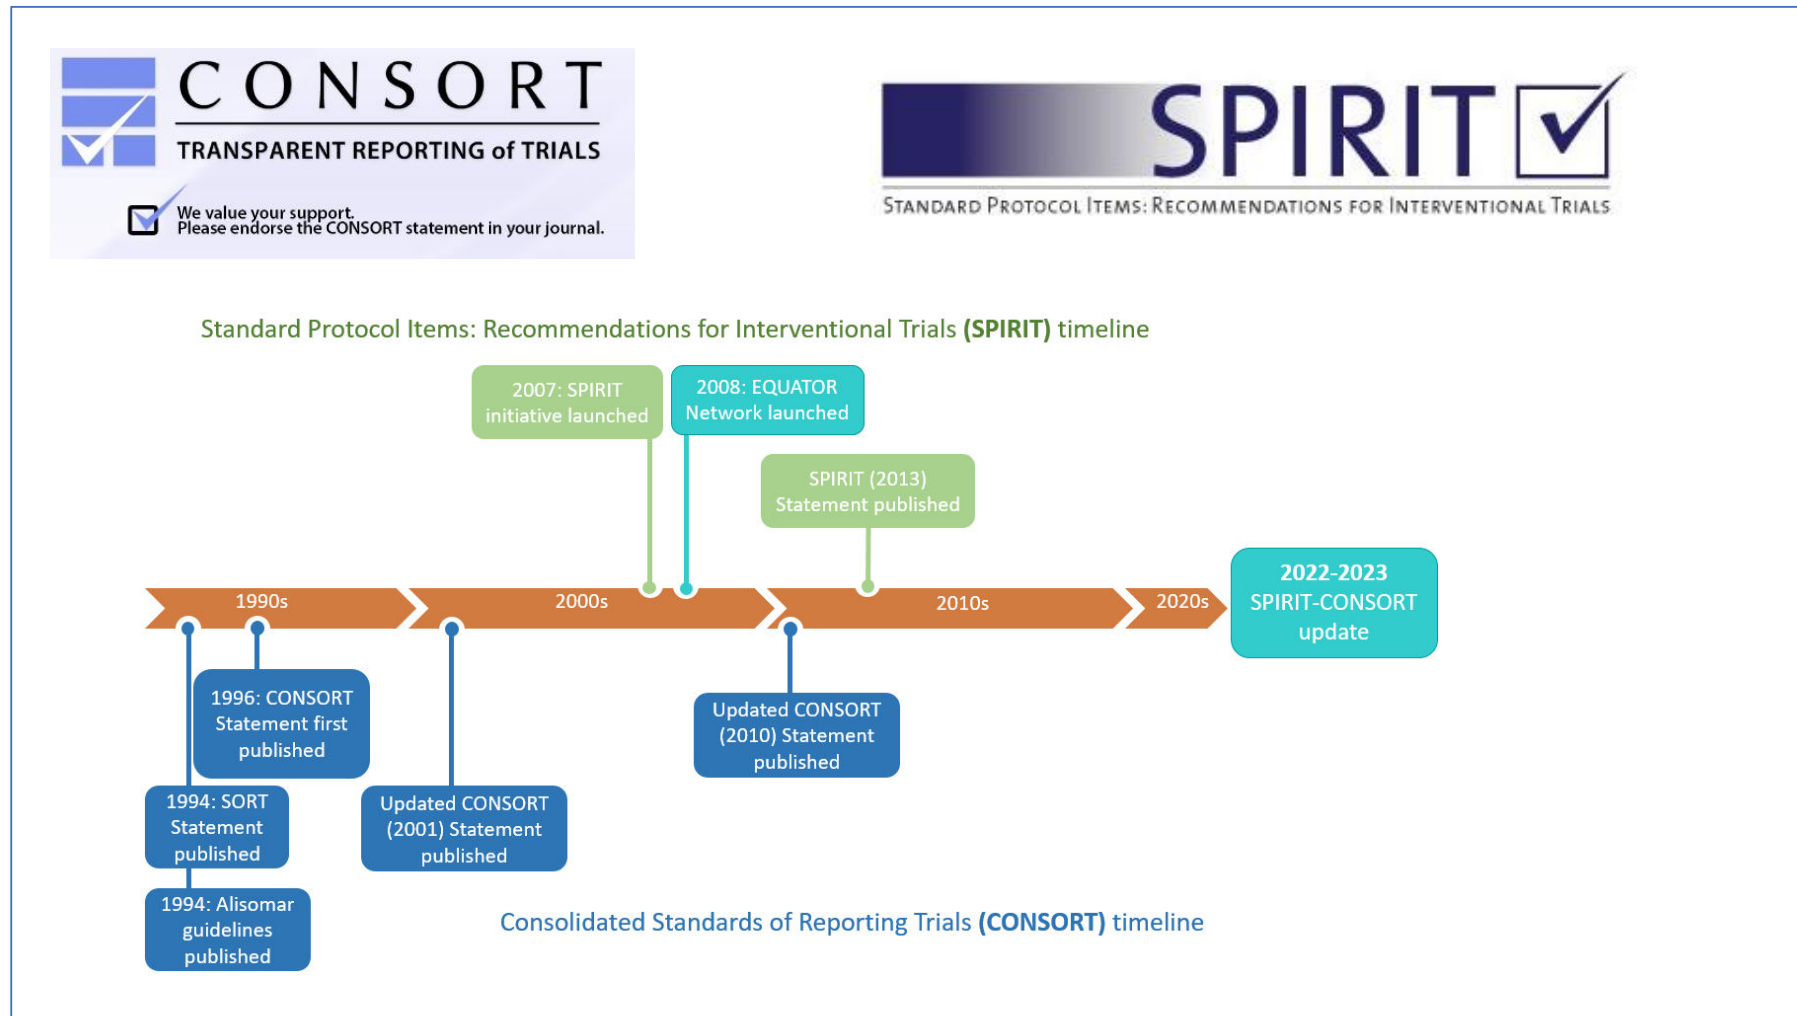 CONSORT
TRANSPARENT REPORTING of TRIALS
We value your support.
Please endorse the CONSORT statement in your journal.
SPIRIT
STANDARD PROTOCOL ITEMS: RECOMMENDATIONS FOR INTERVENTIONAL TRIALS
Standard Protocol Items: Recommendations for Interventional Trials (SPIRIT) timeline
2007: SPIRIT
initiative launched
2008: EQUATOR
Network launched
SPIRIT (2013)
Statement published
1990s
2000s
2010s
2020s
2022-2023
SPIRIT-CONSORT
update
1996: CONSORT
Statement first
published
1994: SORT
Statement
published
1994: Alisomar
guidelines
published
Updated CONSORT
(2001) Statement
published
Updated CONSORT
(2010) Statement
published
Consolidated Standards of Reporting Trials (CONSORT) timeline